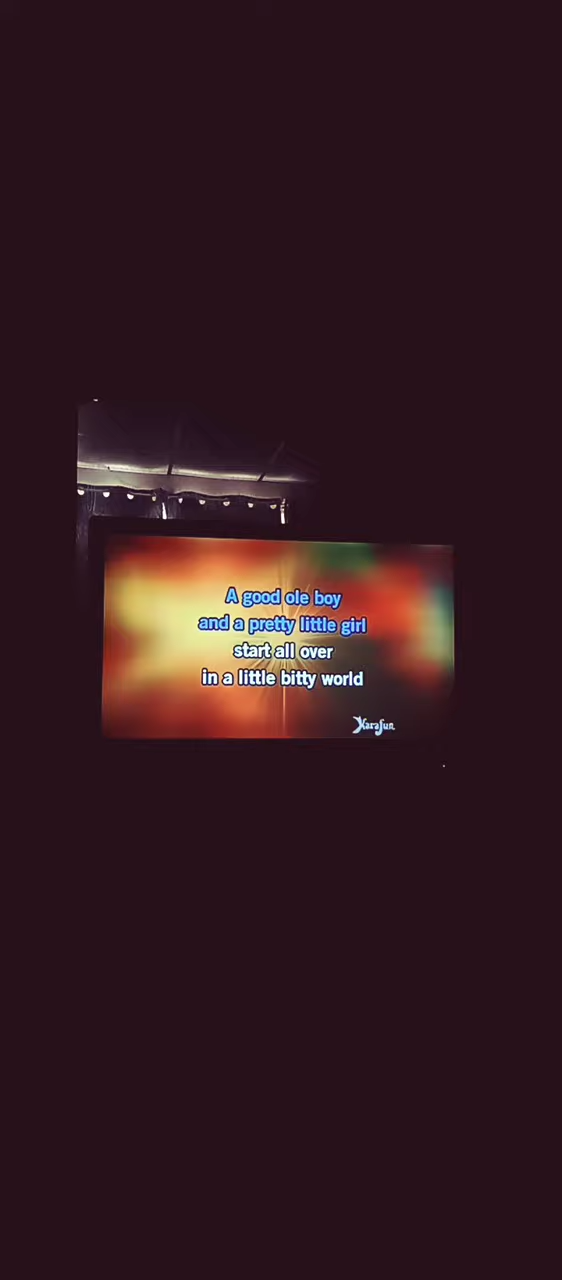 A good ole boy
and a pretty little girl
start all over
in a little bitty world
KaraFun